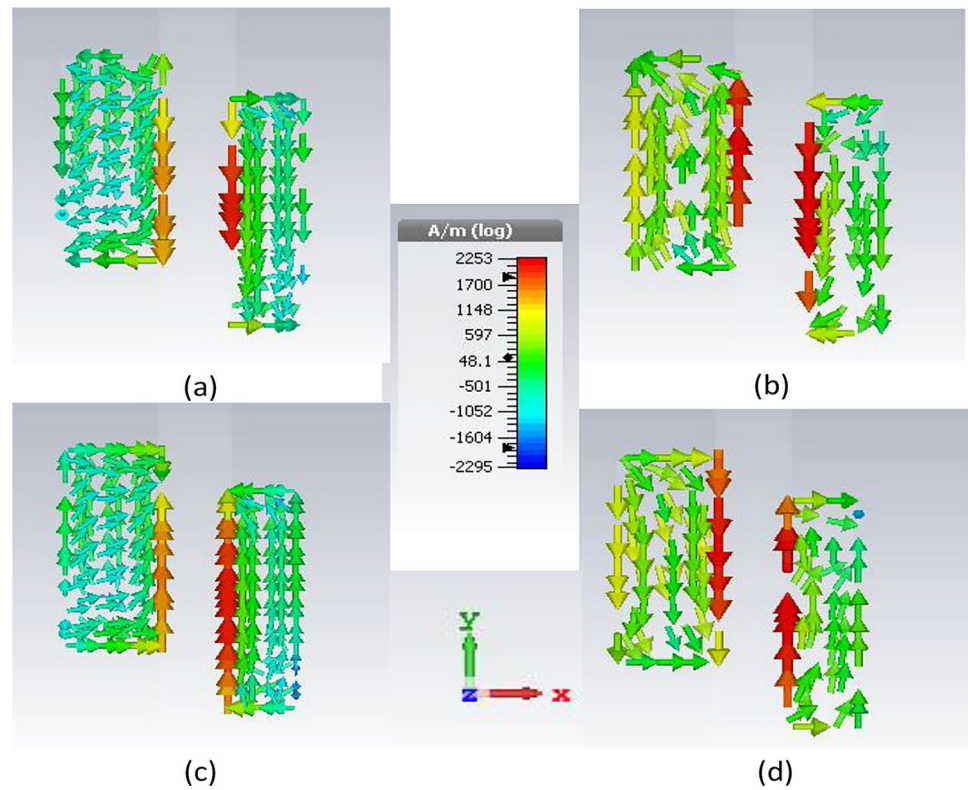 A/m (log)
2253
1700
1148
597
48.1
-501
-1052
-1604
-2295
(a)
(b)
Y
Z
X
(c)
(d)